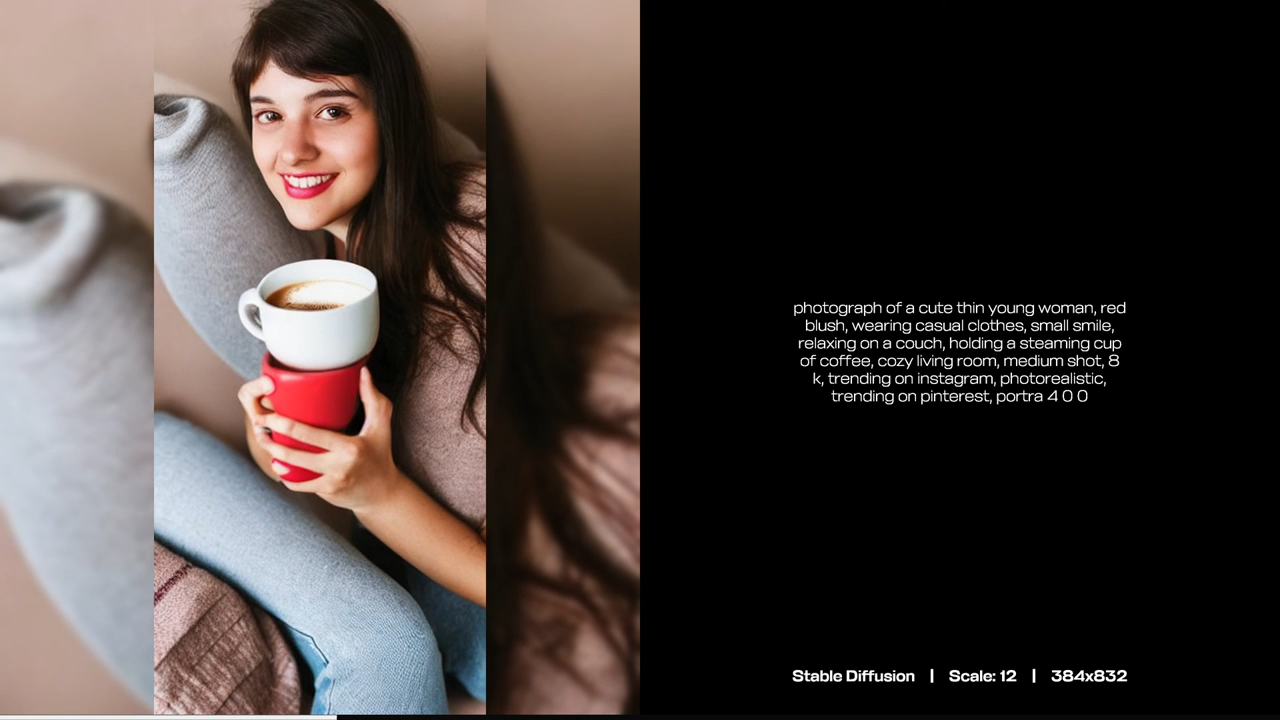 photograph of a cute thin young woman, red
blush, wearing casual clothes, small smile,
relaxing on a couch, holding a steaming cup
of coffee, cozy living room, medium shot, 8
k, trending on instagram, photorealistic,
trending on pinterest, portra 4 0 0
Stable Diffusion | Scale: 12 | 384x832